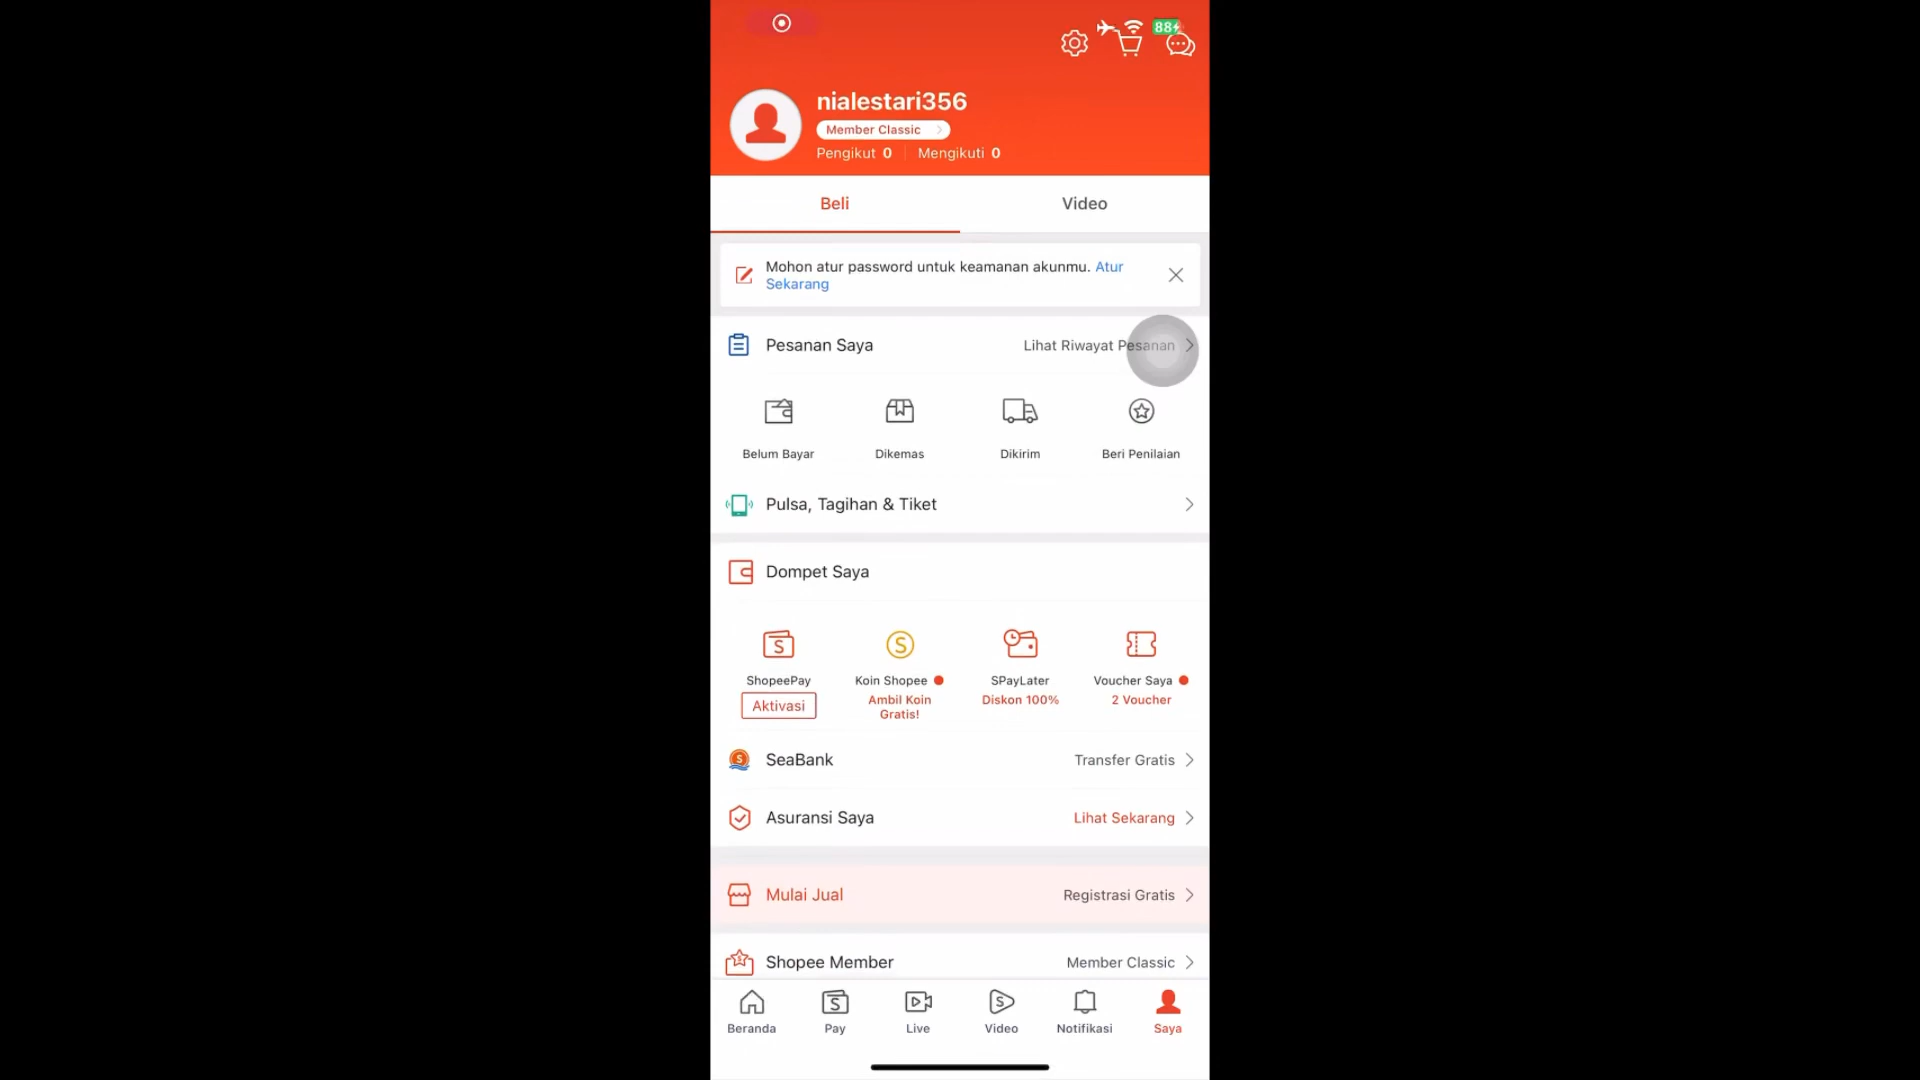 88
nialestari356
Member Classic
Pengikut 0 Mengikuti 0
Beli Video
Mohon atur password untuk keamanan akunmu. Atur
Sekarang
Pesanan Saya Lihat Riwayat Pesanan
Belum Bayar Dikemas Dikirim Beri Penilaian
Pulsa, Tagihan & Tiket
Dompet Saya
ShopeePay Koin Shopee SPayLater Voucher Saya
Aktivasi Ambil Koin Diskon 100% 2 Voucher
Gratis!
SeaBank Transfer Gratis
Asuransi Saya Lihat Sekarang
Mulai Jual Registrasi Gratis
Shopee Member Member Classic
Beranda Pay Live Video Notifikasi Saya